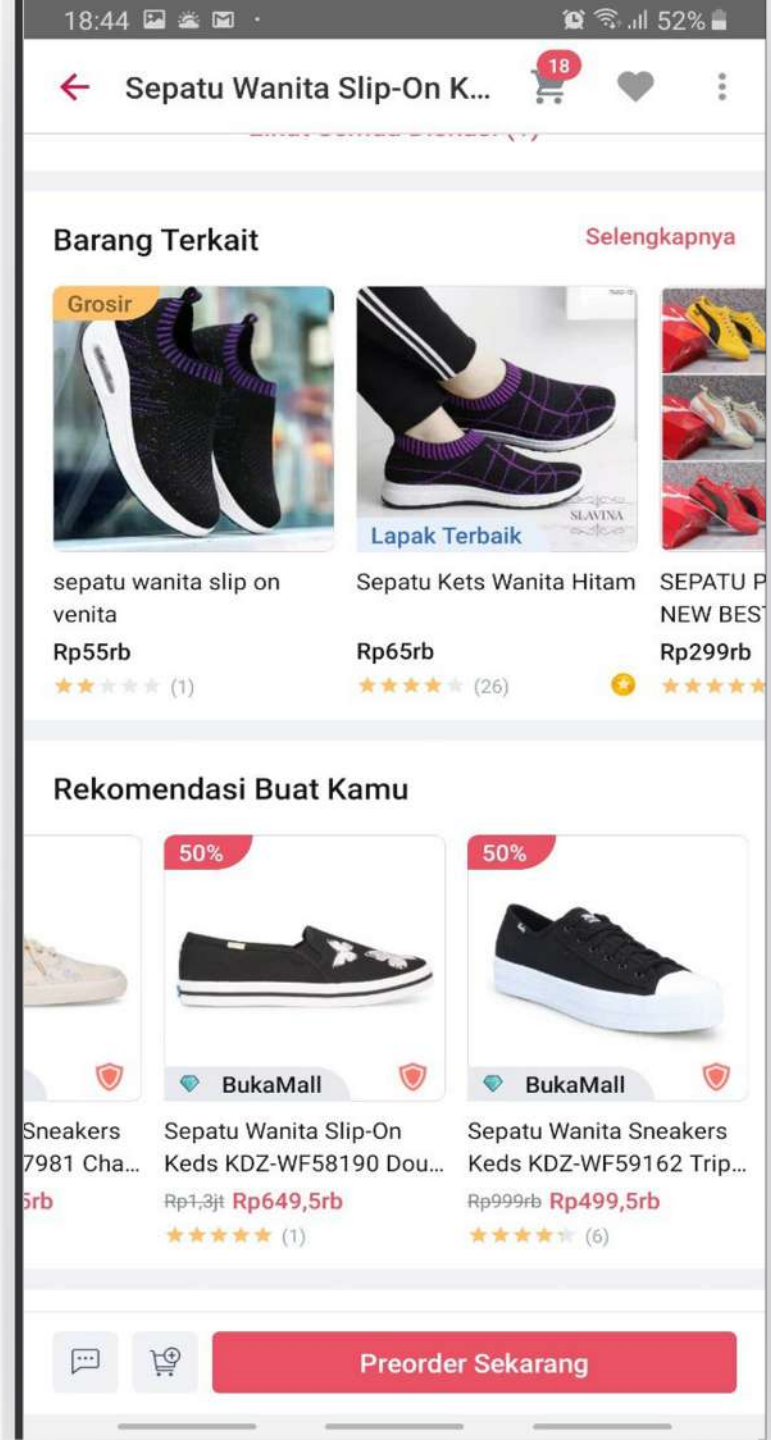 18:44
52%
Sepatu Wanita Slip-On K...
18
Barang Terkait
Selengkapnya
Grosir
Lapak Terbaik
SLAVINA
sepatu wanita slip on
venita
Rp55rb
(1)
Sepatu Kets Wanita Hitam
Rp65rb
(26)
SEPATU P
NEW BES
Rp299rb
Rekomendasi Buat Kamu
Sneakers
7981 Cha...
5rb
50%
BukaMall
Sepatu Wanita Slip-On
Keds KDZ-WF58190 Dou...
Rp1,3jt Rp649,5rb
(1)
50%
BukaMall
Sepatu Wanita Sneakers
Keds KDZ-WF59162 Trip...
Rp999rb Rp499,5rb
(6)
Preorder Sekarang